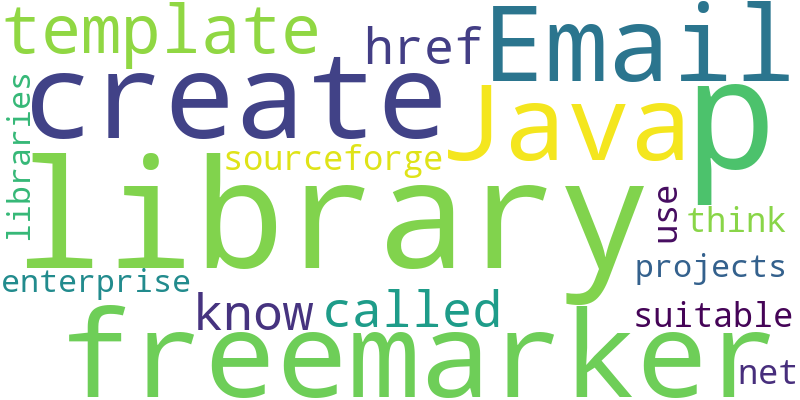 template
href
Email
create
Java
p
libraries
sourceforge
library
use
think
projects
enterprise
know
called
suitable
freemarker
net